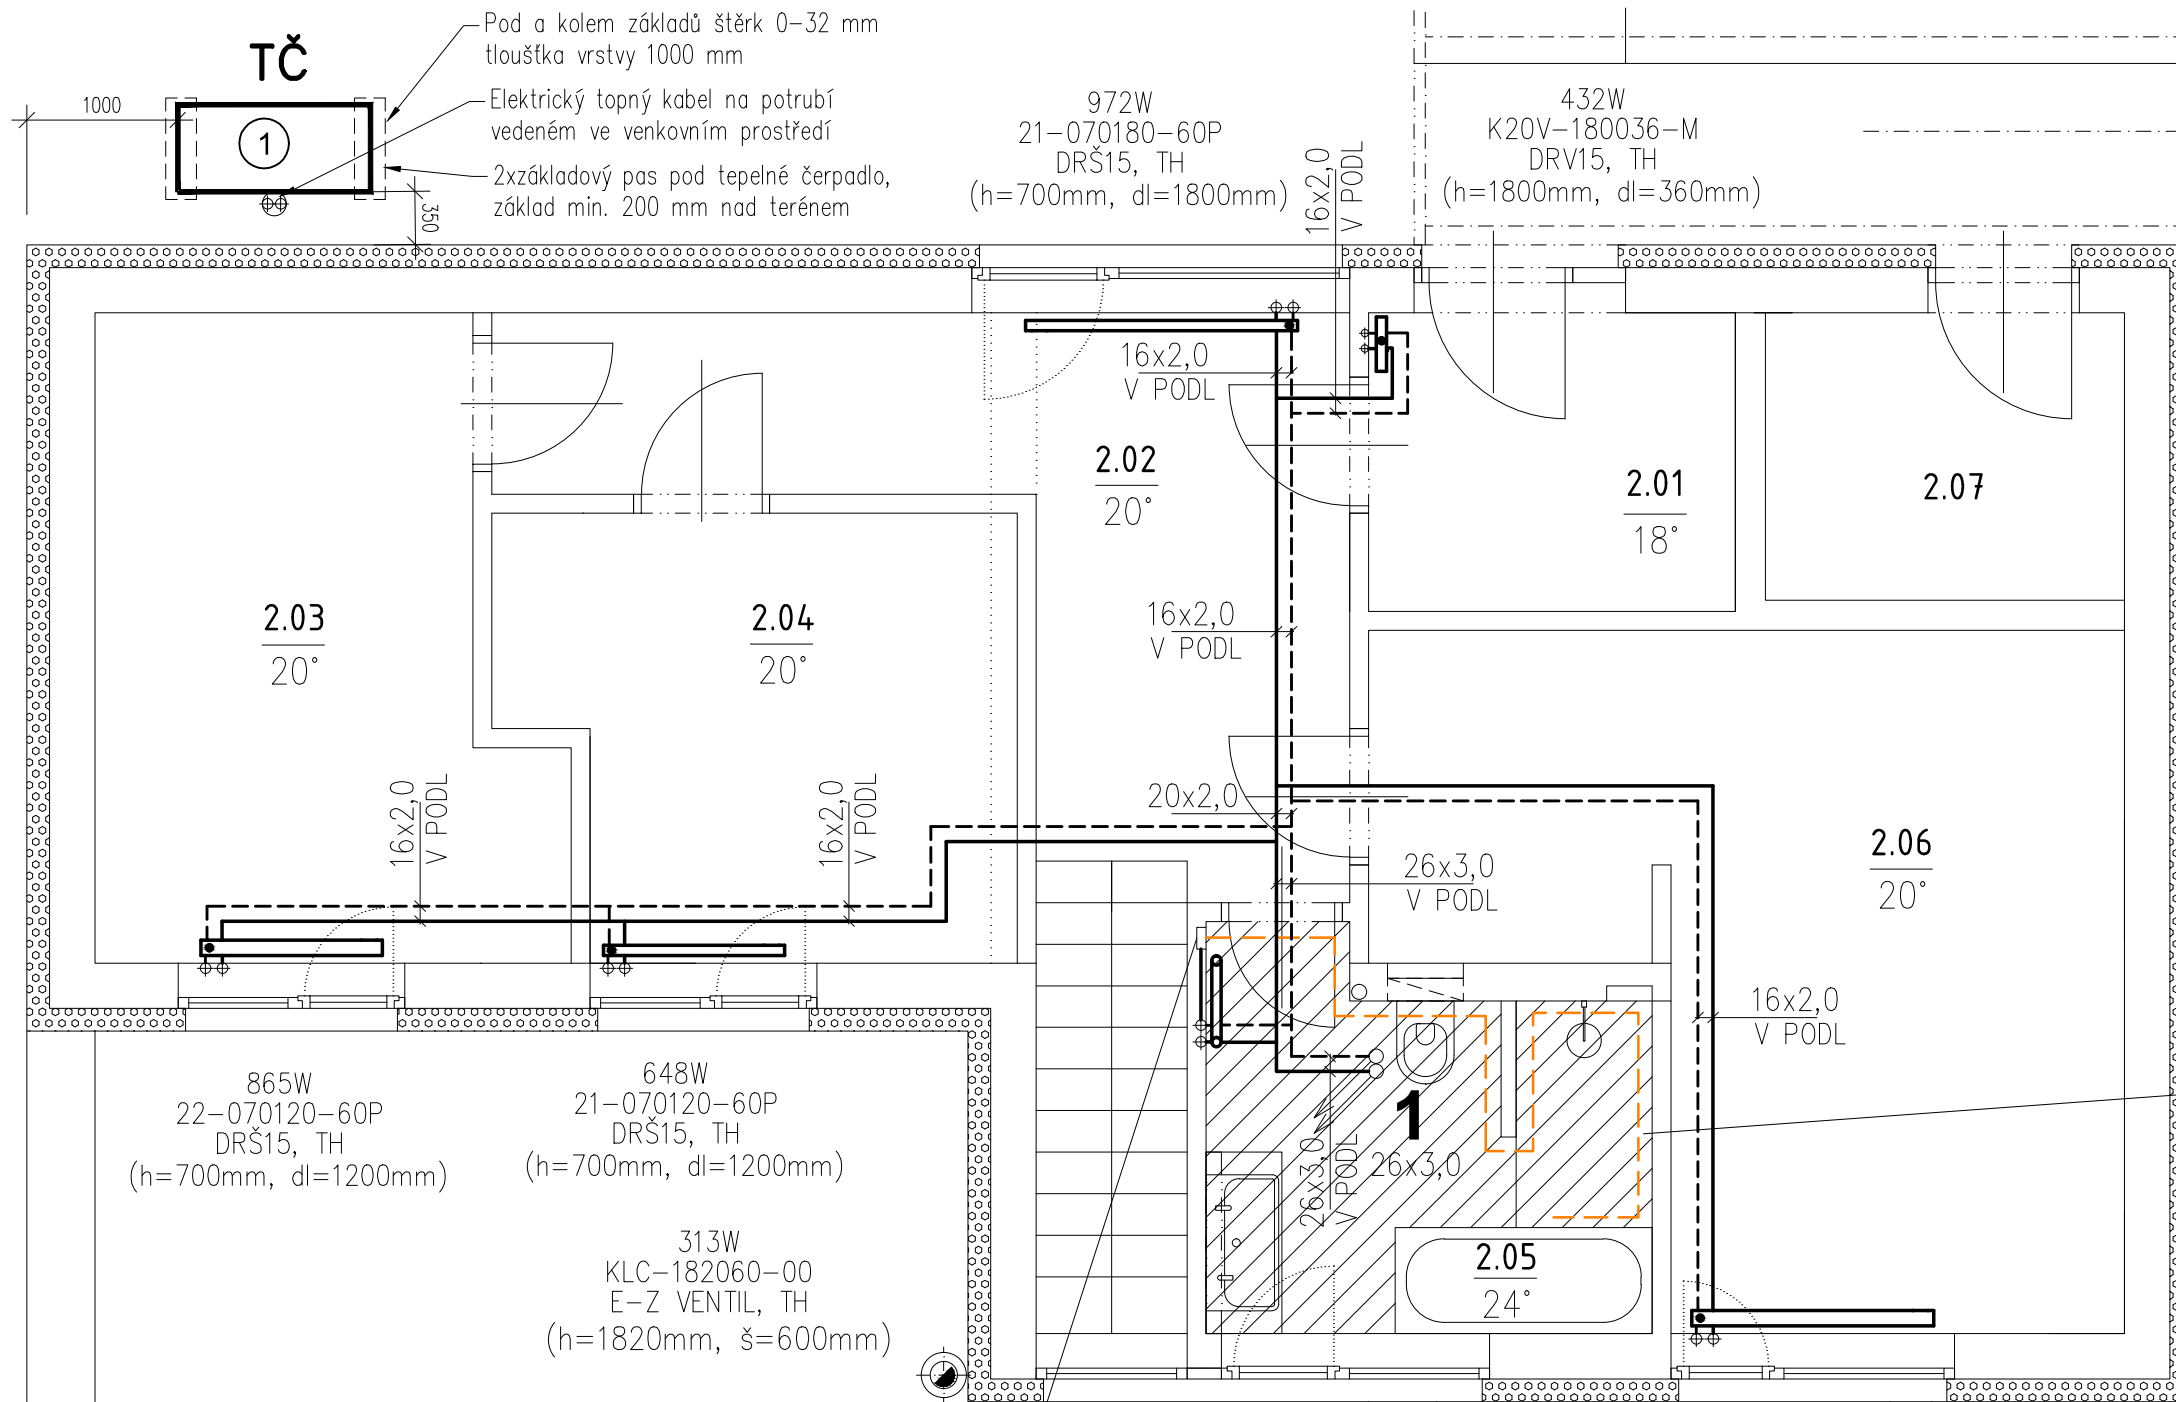 TČ
Pod a kolem základů štěrk 0-32 mm
tloušťka vrstvy 1000 mm
Elektrický topný kabel na potrubí
vedeném ve venkovním prostředí
2xzákladový pas pod tepelné čerpadlo,
základ min. 200 mm nad terénem
1000
1
350
972W
21-070180-60P
DRŠ15, TH
(h=700mm, dl=1800mm)
16x2,0
V PODL
432W
K20V-180036-M
DRV15, TH
(h=1800mm, dl=360mm)
16x2,0
V PODL
2.02
20°
2.01
18°
2.07
2.03
20°
2.04
20°
16x2,0
V PODL
16x2,0
V PODL
16x2,0
V PODL
20x2,0
26x3,0
V PODL
2.06
20°
16x2,0
V PODL
865W
22-070120-60P
DRŠ15, TH
(h=700mm, dl=1200mm)
648W
21-070120-60P
DRŠ15, TH
(h=700mm, dl=1200mm)
1
26x3,0
26x3,0
V PODL
313W
KLC-182060-00
E-Z VENTIL, TH
(h=1820mm, š=600mm)
2.05
24°